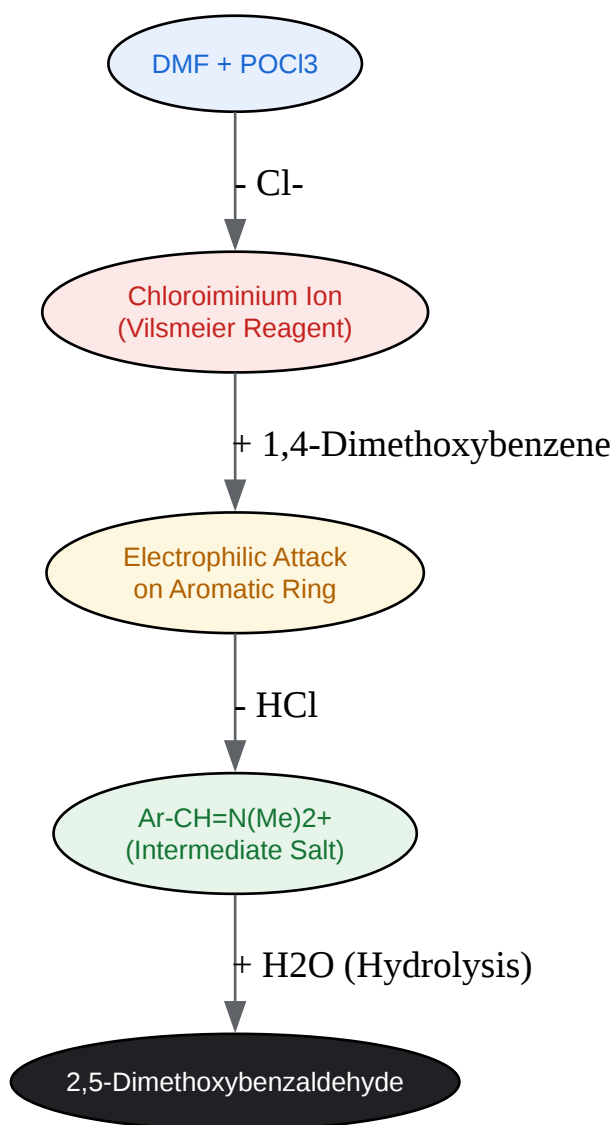 DMF + POCl3
- Cl-
Chloroiminium Ion
(Vilsmeier Reagent)
+ 1,4-Dimethoxybenzene
Electrophilic Attack
on Aromatic Ring
- HCl
Ar-CH=N(Me)2+
(Intermediate Salt)
+ H2O (Hydrolysis)
2,5-Dimethoxybenzaldehyde